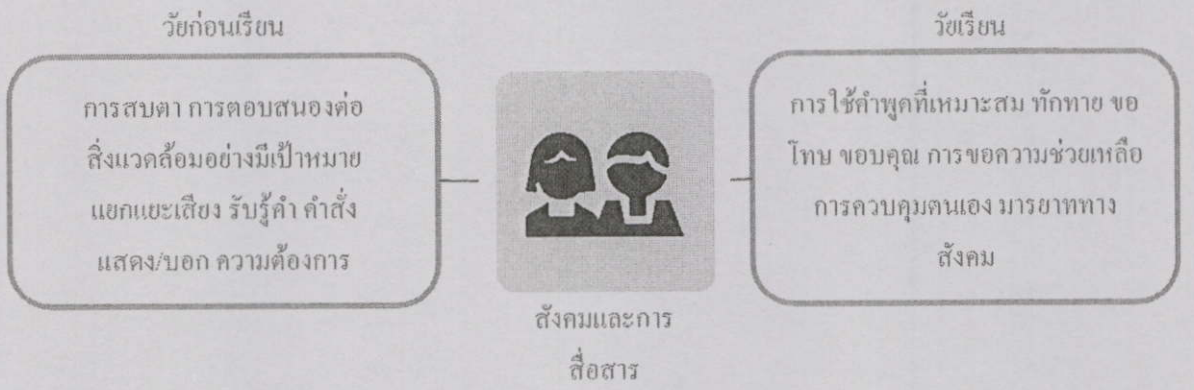 วัยก่อนเรียน
การสบตา การตอบสนองต่อ
สิ่งแวดล้อมอย่างมีเป้าหมาย
แยกแยะเสียง รับรู้คำ คำสั่ง
แสดง/บอก ความต้องการ
สังคมและการ
สื่อสาร
วัยเรียน
การใช้คำพูดที่เหมาะสม ทักทาย ขอ
โทษ ขอบคุณ การขอความช่วยเหลือ
การควบคุมตนเอง มารยาททาง
สังคม